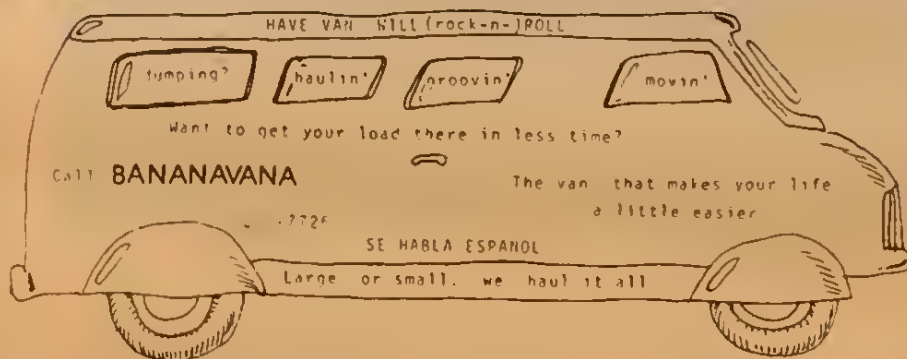 HAVE VAN WILL (rock-n-)ROLL
haulin' groovin' movin'
Want to get your load there in less time?
Call BANANAVANA
The van that makes your life
a little easier
SE HABLA ESPANOL
Large or small. we haul it all